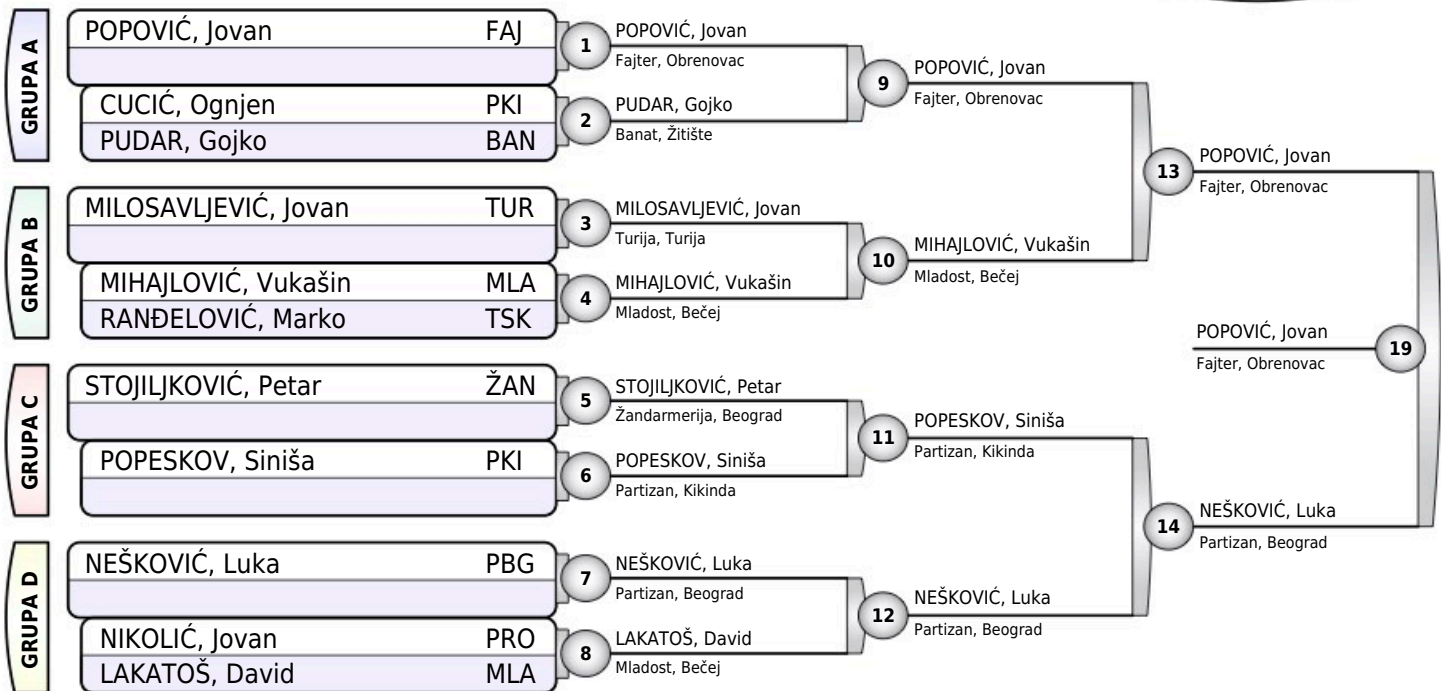 GRUPA A
POPOVIĆ, Jovan FAJ
CUCIĆ, Ognjen PKI
PUDAR, Gojko BAN
GRUPA B
MILOSAVLJEVIĆ, Jovan TUR
MIHAJLOVIĆ, Vukašin MLA
RANĐELOVIĆ, Marko TSK
GRUPA C
STOJILJKOVIĆ, Petar ŽAN
POPESKOV, Siniša PKI
GRUPA D
NEŠKOVIĆ, Luka PBG
NIKOLIĆ, Jovan PRO
LAKATOŠ, David MLA
1
POPOVIĆ, Jovan
Fajter, Obrenovac
2
PUDAR, Gojko
Banat, Žitište
3
MILOSAVLJEVIĆ, Jovan
Turija, Turija
4
MIHAJLOVIĆ, Vukašin
Mladost, Bečej
5
STOJILJKOVIĆ, Petar
Žandarmerija, Beograd
6
POPESKOV, Siniša
Partizan, Kikinda
7
NEŠKOVIĆ, Luka
Partizan, Beograd
8
LAKATOŠ, David
Mladost, Bečej
9
POPOVIĆ, Jovan
Fajter, Obrenovac
10
MIHAJLOVIĆ, Vukašin
Mladost, Bečej
11
POPESKOV, Siniša
Partizan, Kikinda
12
NEŠKOVIĆ, Luka
Partizan, Beograd
13
POPOVIĆ, Jovan
Fajter, Obrenovac
14
NEŠKOVIĆ, Luka
Partizan, Beograd
POPOVIĆ, Jovan
Fajter, Obrenovac
19